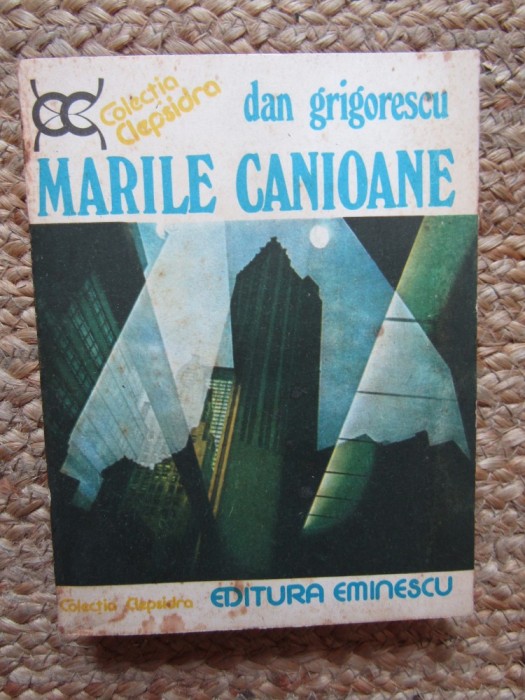 Colecția
Clepsidra
dan grigorescu
MARILE CANIOANE
Colecția Clepsidra
EDITURA EMINESCU